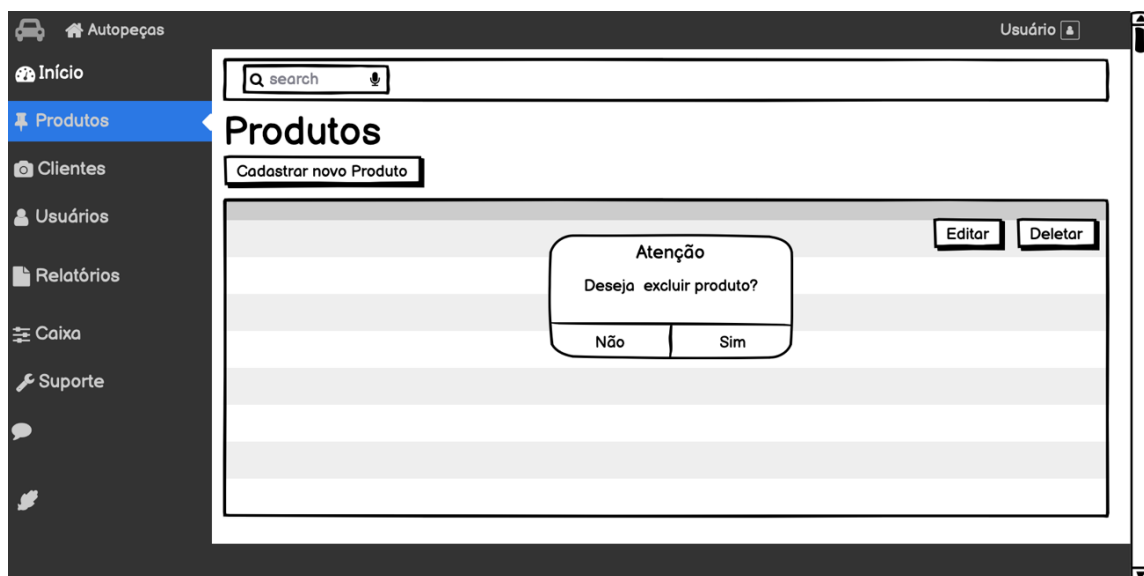 Autopeças
Usuário
Início
search
Produtos
Produtos
Cadastrar novo Produto
Clientes
Usuários
Editar
Deletar
Atenção
Deseja excluir produto?
Relatórios
Caixa
Não
Sim
Suporte